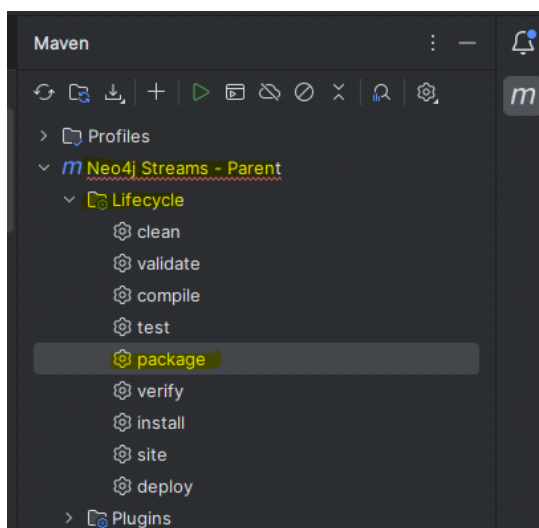 Maven
Profiles
m Neo4j Streams - Parent
m
Lifecycle
clean
validate
compile
test
package
verify
install
site
deploy
Plugins